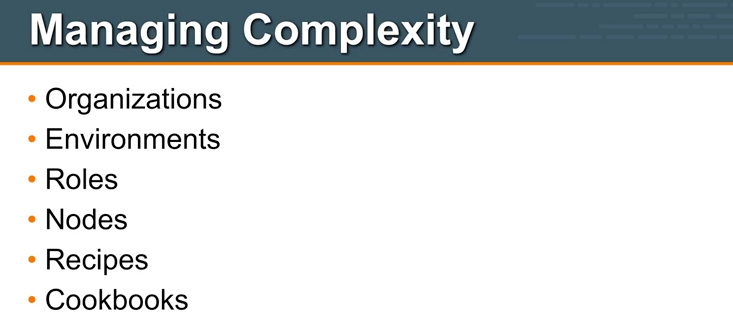 Managing Complexity
• Organizations
• Environments
• Roles
• Nodes
• Recipes
• Cookbooks